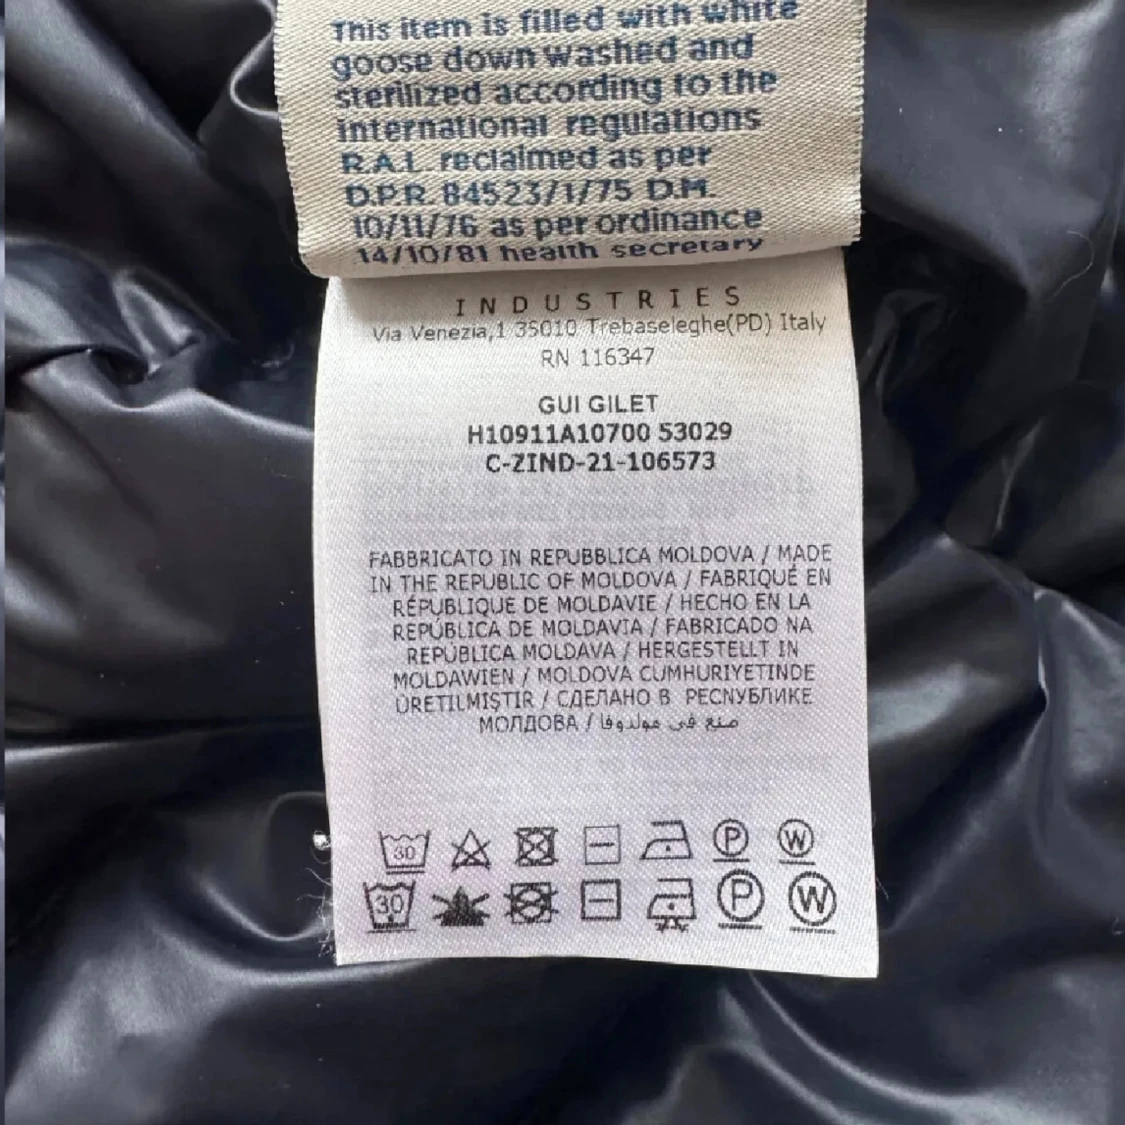 This item is filled with white
goose down washed and
sterilized according to the
international regulations
R.A.L. reclaimed as per
D.P.R. 84523/1/75 D.M.
10/11/76 as per ordinance
14/10/81 health secretary
INDUSTRIES
Via Venezia,1 35010 Trebaseleghe(PD) Italy
RN 116347
GUI GILET
H10911A10700 53029
C-ZIND-21-106573
FABBRICATO IN REPUBBLICA MOLDOVA / MADE
IN THE REPUBLIC OF MOLDOVA / FABRIQUÉ EN
RÉPUBLIQUE DE MOLDAVIE / HECHO EN LA
REPÚBLICA DE MOLDAVIA / FABRICADO NA
REPÚBLICA MOLDAVA / HERGESTELLT IN
MOLDAWIEN / MOLDOVA CUMHURIYETINDE
ÜRETILMIŞTIR / СДЕЛАНО В РЕСПУБЛИКЕ
МОЛДОВА / صنع في مولدوفا
30 P W
30 P W